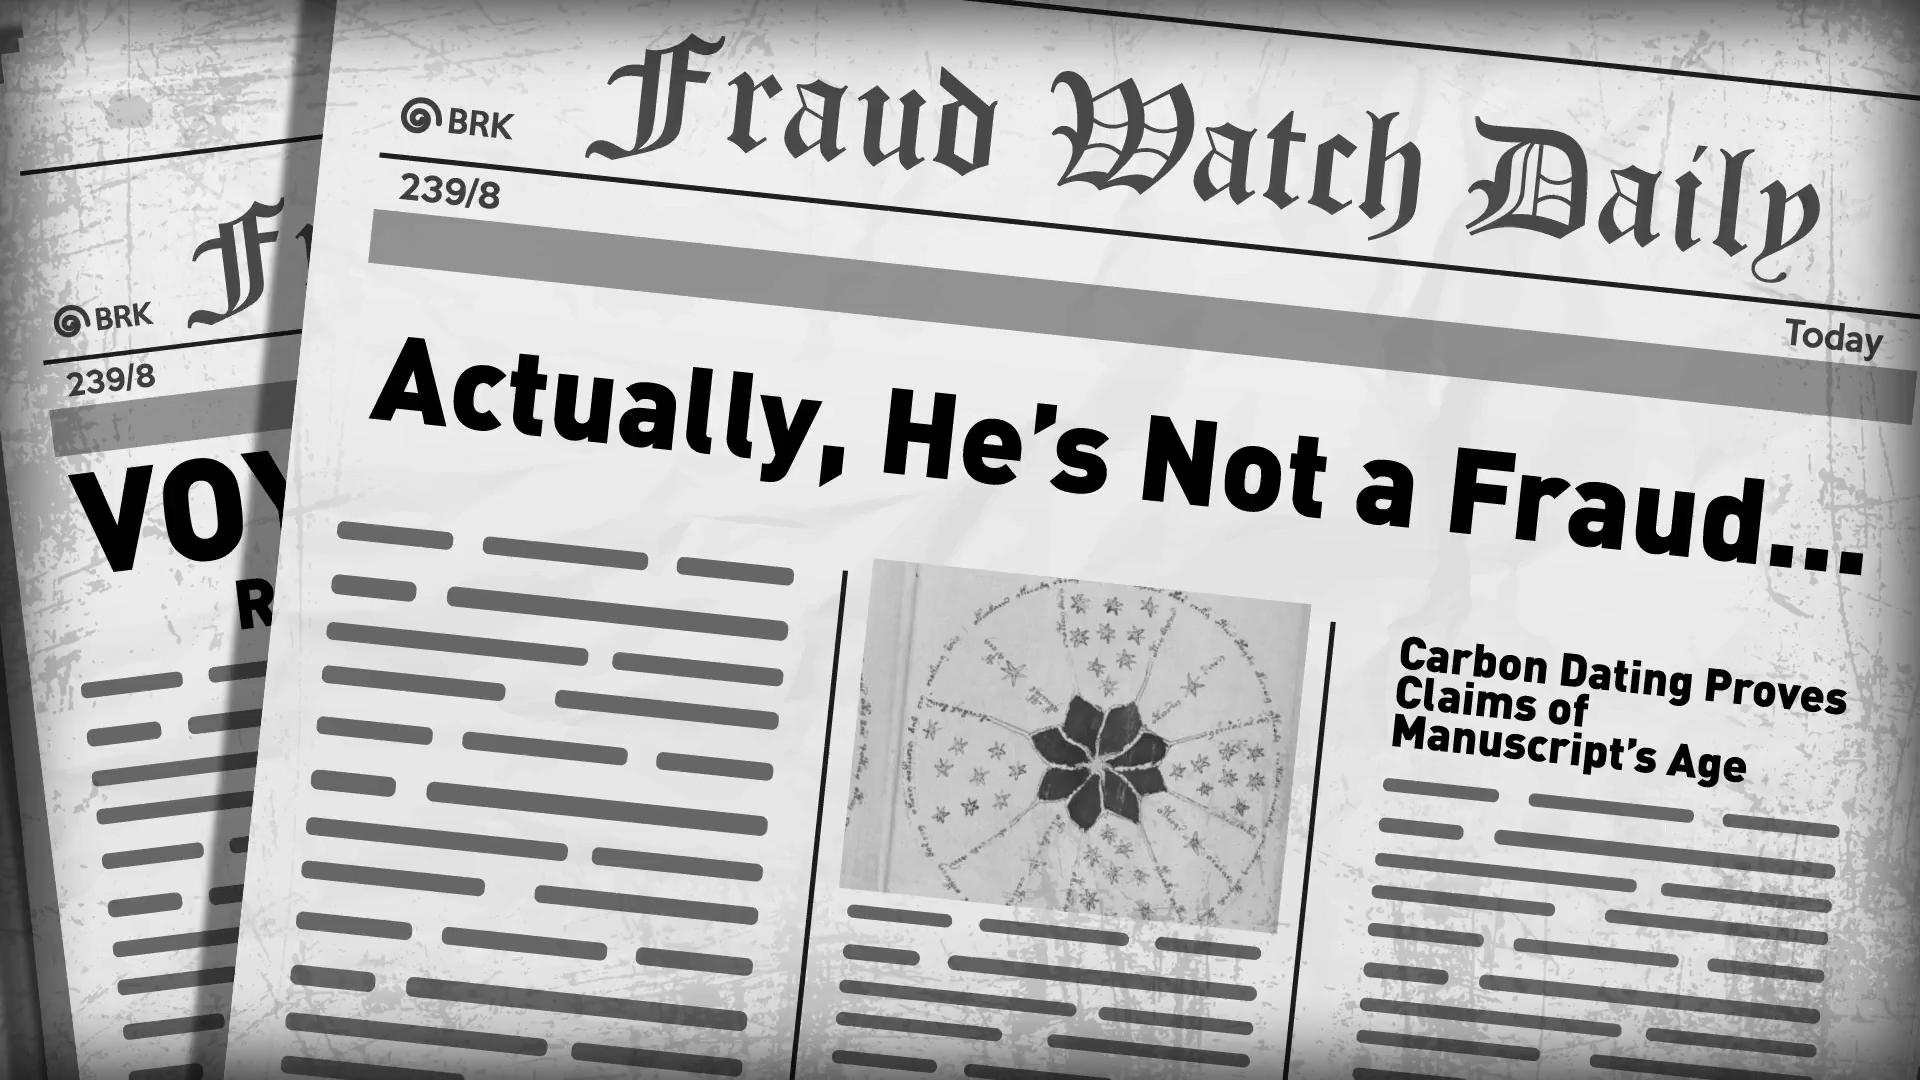 BRK
Fraud Watch Daily
239/8
Today
Actually, He's Not a Fraud...
Carbon Dating Proves
Claims of
Manuscript's Age
BRK
239/8